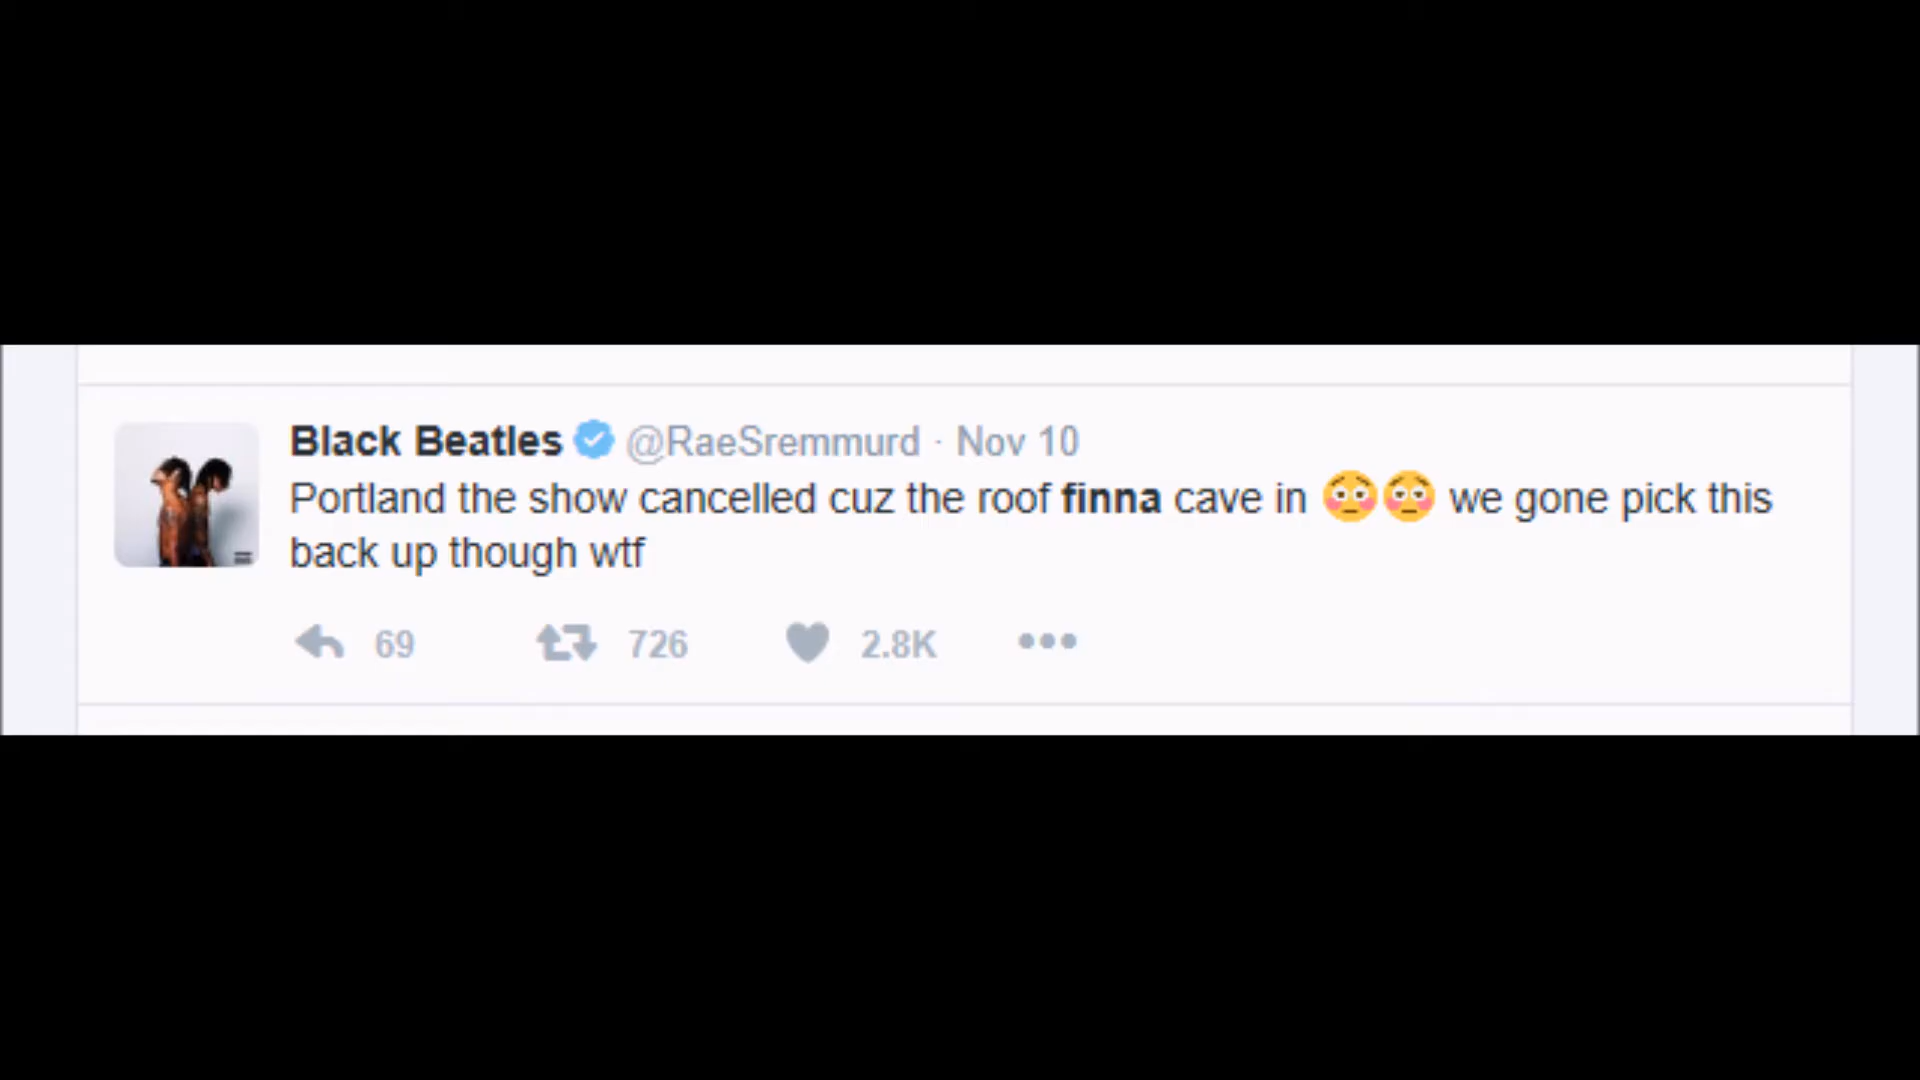 Black Beatles @RaeSremmurd · Nov 10
Portland the show cancelled cuz the roof finna cave in 😳😳 we gone pick this
back up though wtf
69 726 2.8K •••